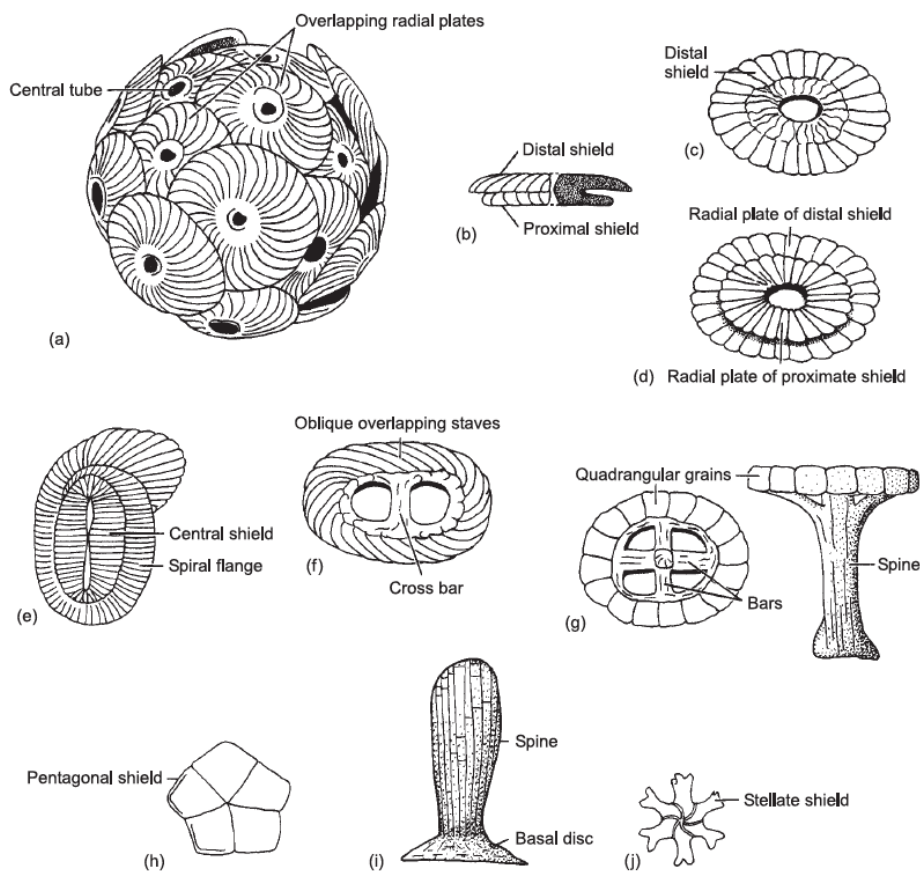 Overlapping radial plates
Central tube
(a)
Distal shield
Proximal shield
(b)
Distal
shield
(c)
Radial plate of distal shield
(d)
Radial plate of proximate shield
Central shield
Spiral flange
(e)
Oblique overlapping staves
Cross bar
(f)
Quadrangular grains
Spine
Bars
(g)
Pentagonal shield
(h)
Spine
Basal disc
(i)
Stellate shield
(j)